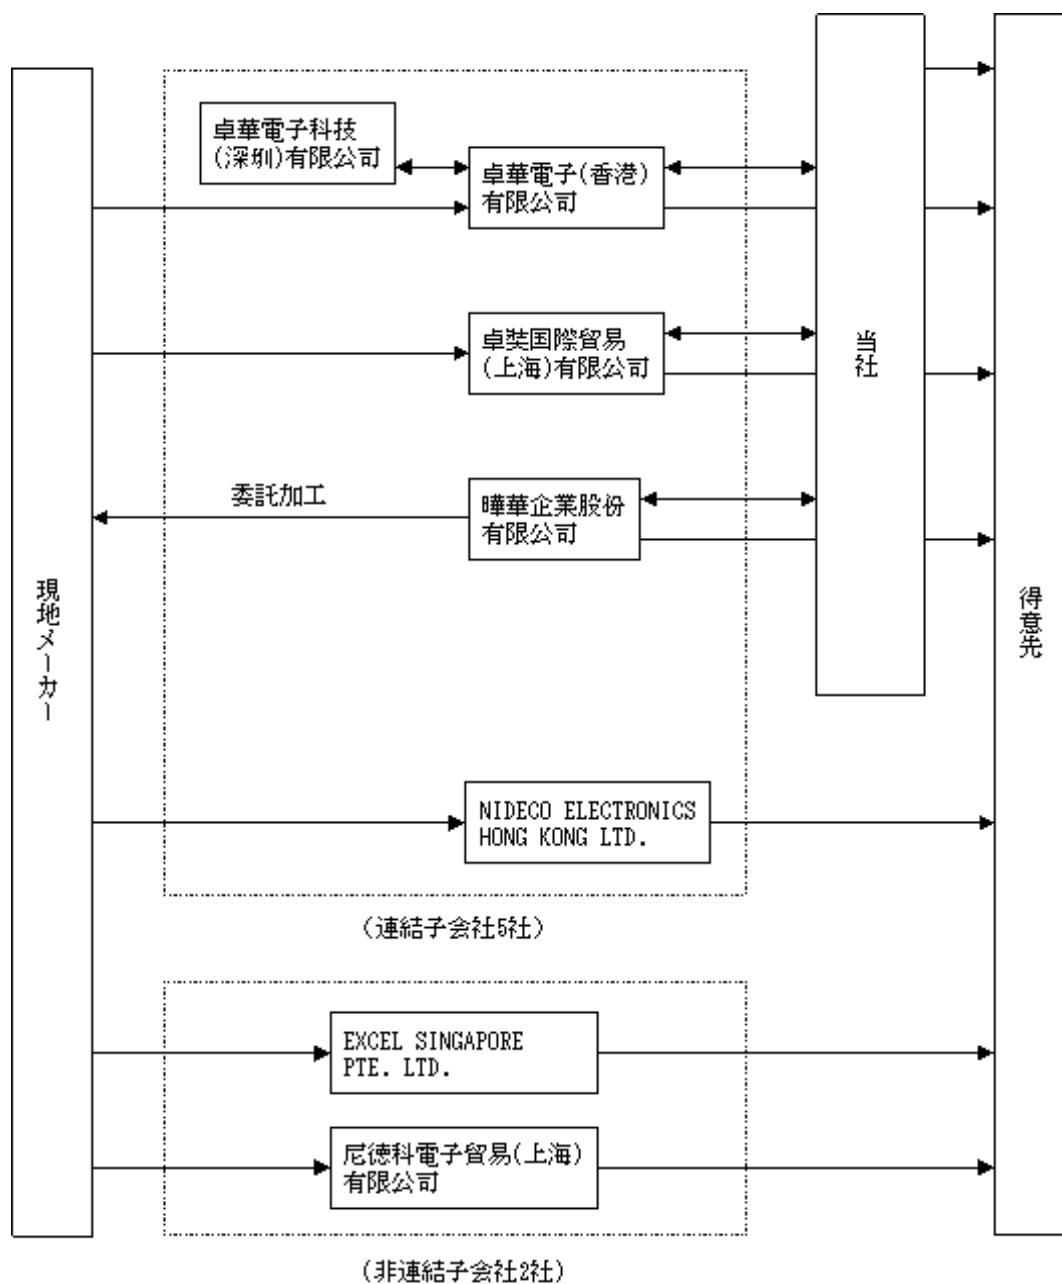 卓華電子科技
(深圳)有限公司
卓華電子(香港)
有限公司
卓奘国際貿易
(上海)有限公司
当社
委託加工
曄華企業股份
有限公司
現地メーカー
得意先
NIDECO ELECTRONICS
HONG KONG LTD.
(連結子会社5社)
EXCEL SINGAPORE
PTE. LTD.
尼徳科電子貿易(上海)
有限公司
(非連結子会社2社)